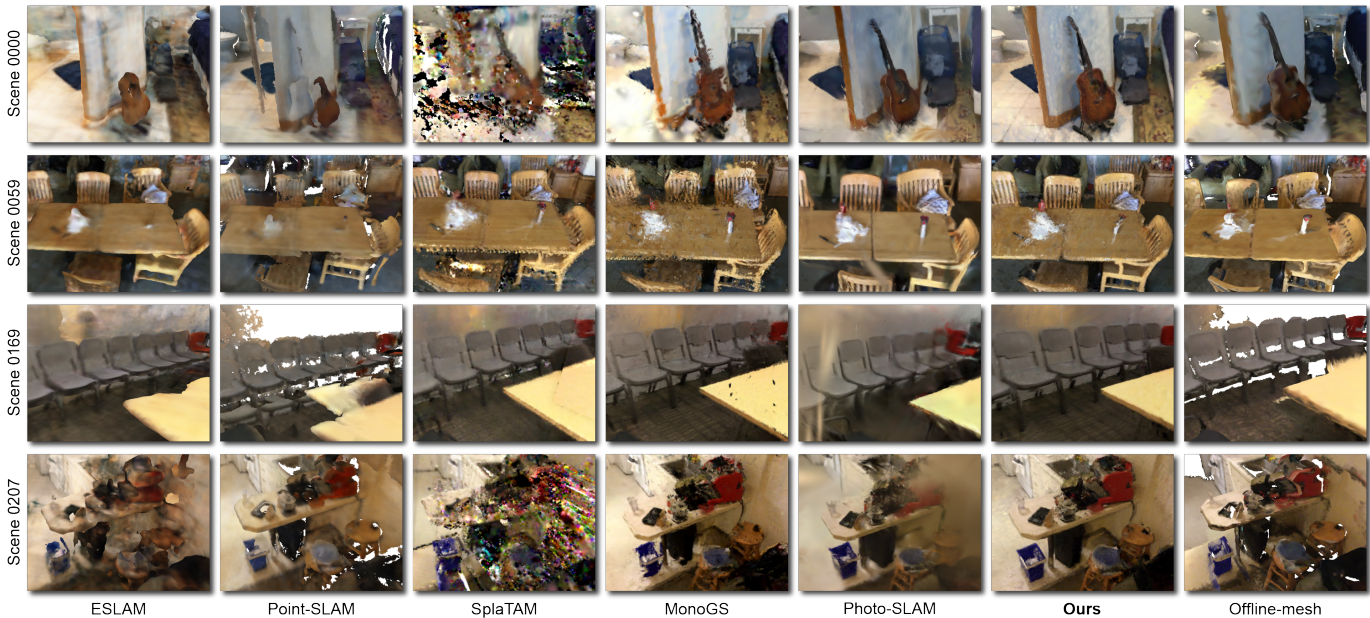 Scene 0000
Scene 0059
Scene 0169
Scene 0207
ESLAM
Point-SLAM
SplaTAM
MonoGS
Photo-SLAM
Ours
Offline-mesh